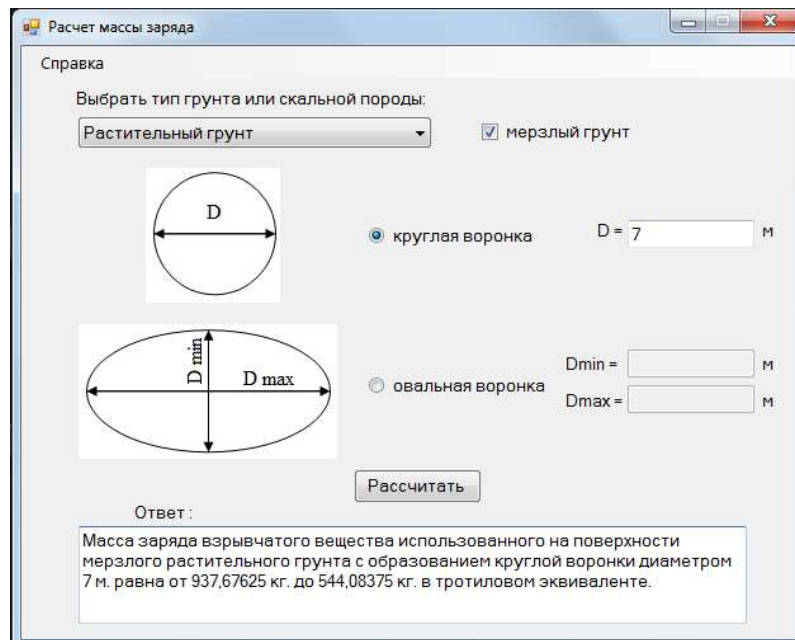 Расчет массы заряда
Справка
Выбрать тип грунта или скальной породы:
Растительный грунт
мерзлый грунт
D
круглая воронка
D = 7 м
D min
D max
овальная воронка
Dmin = м
Dmax = м
Рассчитать
Ответ :
Масса заряда взрывчатого вещества использованного на поверхности
мерзлого растительного грунта с образованием круглой воронки диаметром
7 м. равна от 937,67625 кг. до 544,08375 кг. в тротиловом эквиваленте.